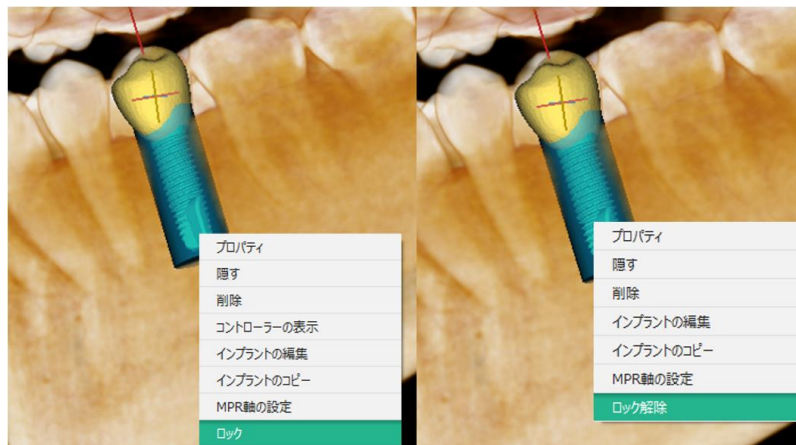 プロパティ
隠す
削除
コントローラーの表示
インプラントの編集
インプラントのコピー
MPR軸の設定
ロック
プロパティ
隠す
削除
インプラントの編集
インプラントのコピー
MPR軸の設定
ロック解除